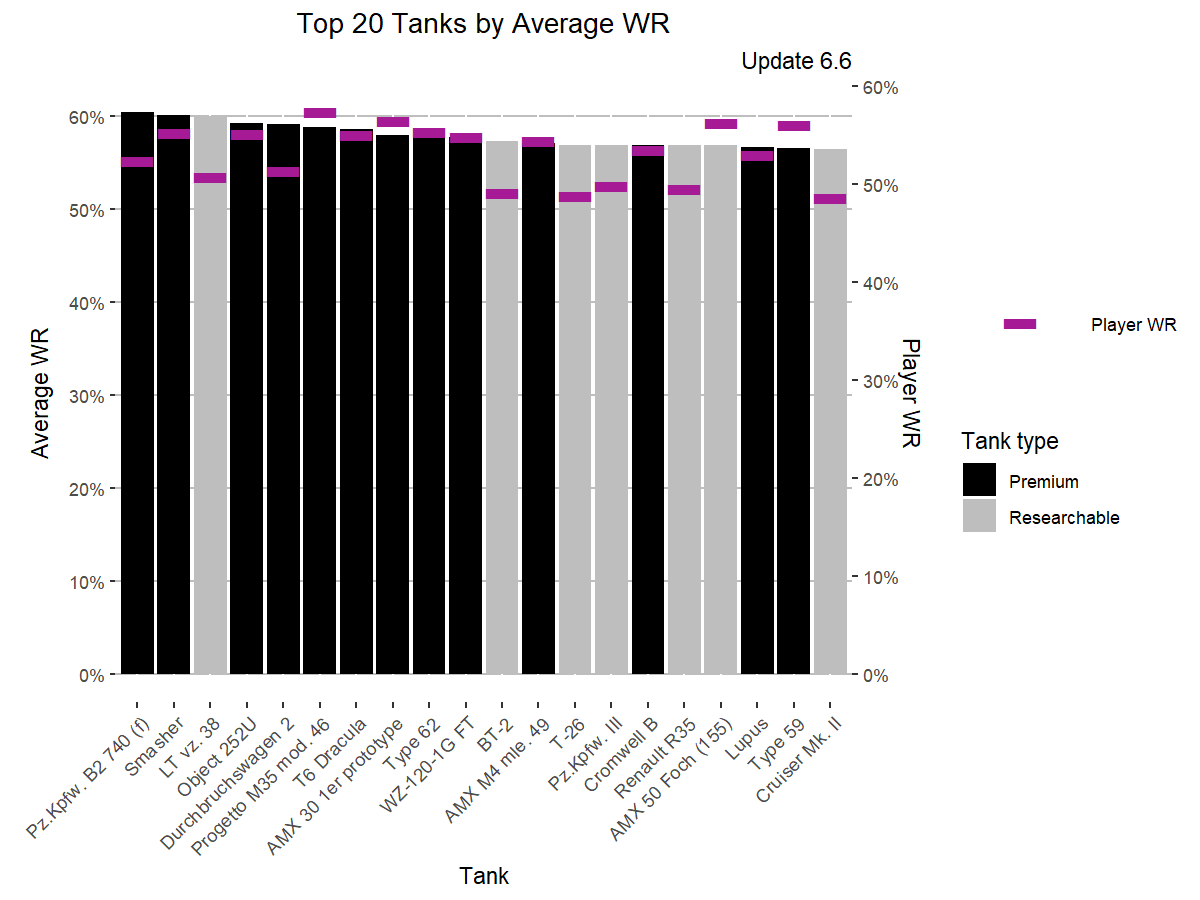 Top 20 Tanks by Average WR
Update 6.6
60%
50%
40%
30%
20%
10%
0%
Average WR
60%
50%
40%
30%
20%
10%
0%
Player WR
Pz.Kpfw. B2 740 (f)
Smasher
LT vz. 38
Object 252U
Durchbruchswagen 2
Progetto M35 mod. 46
T6 Dracula
AMX 30 1er prototype
Type 62
WZ-120-1G FT
BT-2
AMX M4 mle. 49
T-26
Pz.Kpfw. III
Cromwell B
Renault R35
AMX 50 Foch (155)
Lupus
Type 59
Cruiser Mk. II
Tank
Player WR
Tank type
Premium
Researchable